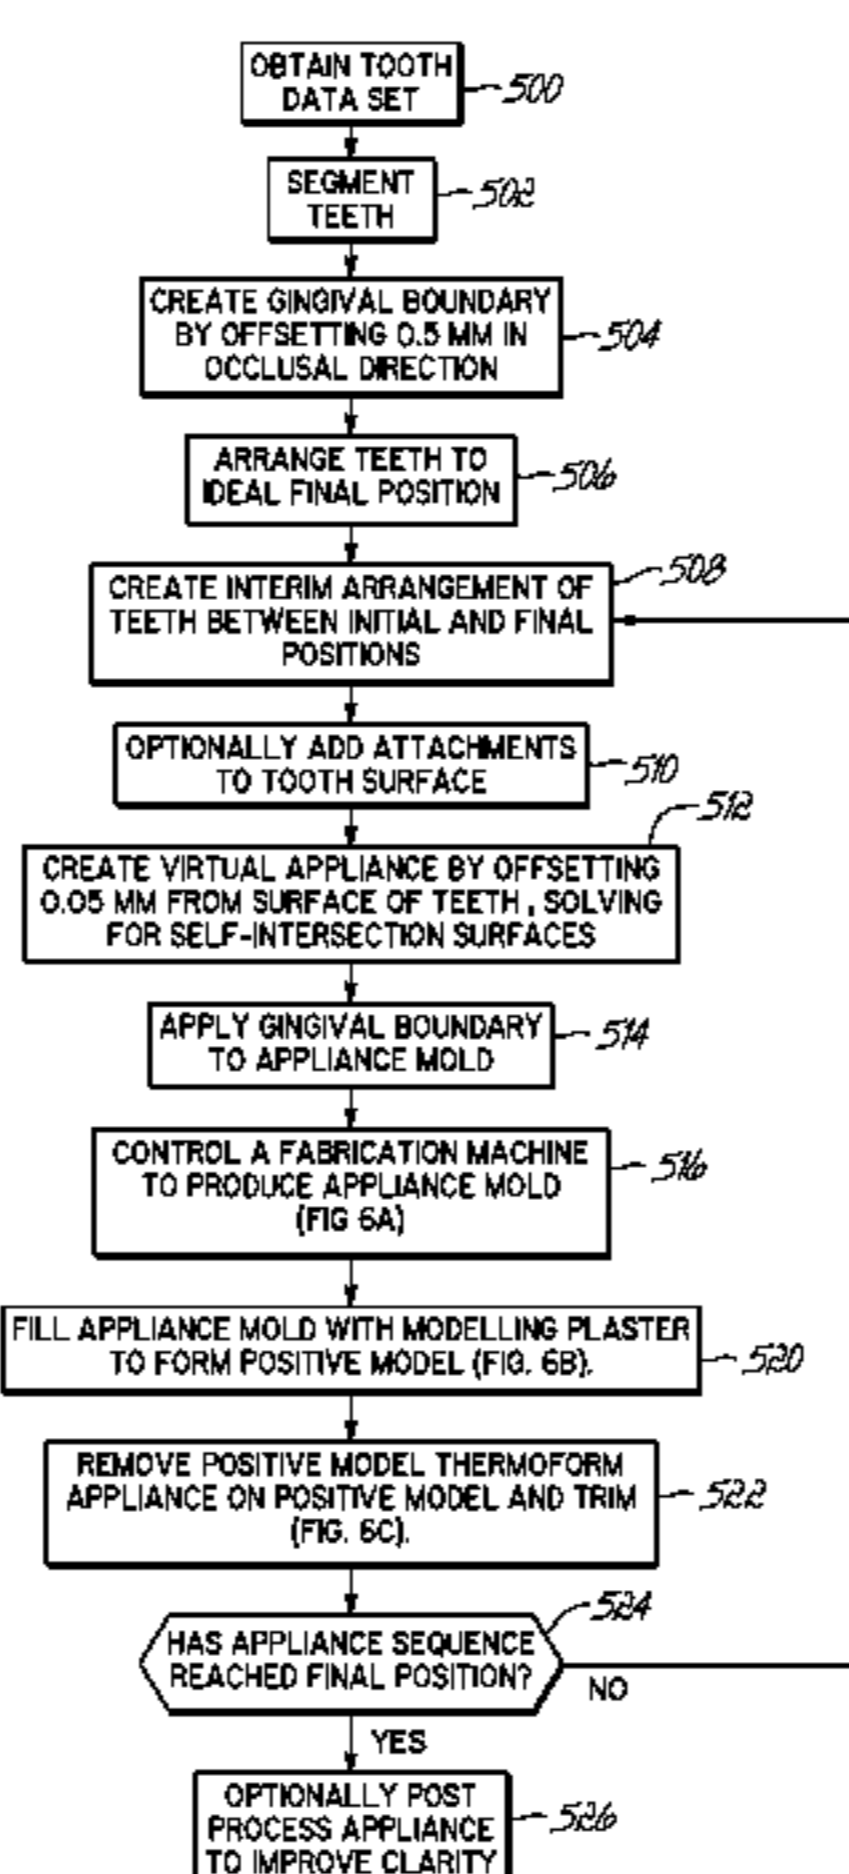 OBTAIN TOOTH
DATA SET
500
SEGMENT
TEETH
502
CREATE GINGIVAL BOUNDARY
BY OFFSETTING 0.5 MM IN
OCCLUSAL DIRECTION
504
ARRANGE TEETH TO
IDEAL FINAL POSITION
506
CREATE INTERIM ARRANGEMENT OF
TEETH BETWEEN INITIAL AND FINAL
POSITIONS
508
OPTIONALLY ADD ATTACHMENTS
TO TOOTH SURFACE
510
CREATE VIRTUAL APPLIANCE BY OFFSETTING
0.05 MM FROM SURFACE OF TEETH, SOLVING
FOR SELF-INTERSECTION SURFACES
512
APPLY GINGIVAL BOUNDARY
TO APPLIANCE MOLD
514
CONTROL A FABRICATION MACHINE
TO PRODUCE APPLIANCE MOLD
(FIG 6A)
516
FILL APPLIANCE MOLD WITH MODELLING PLASTER
TO FORM POSITIVE MODEL (FIG. 6B).
520
REMOVE POSITIVE MODEL THERMOFORM
APPLIANCE ON POSITIVE MODEL AND TRIM
(FIG. 6C).
522
HAS APPLIANCE SEQUENCE
REACHED FINAL POSITION?
524
NO
YES
OPTIONALLY POST
PROCESS APPLIANCE
TO IMPROVE CLARITY
526